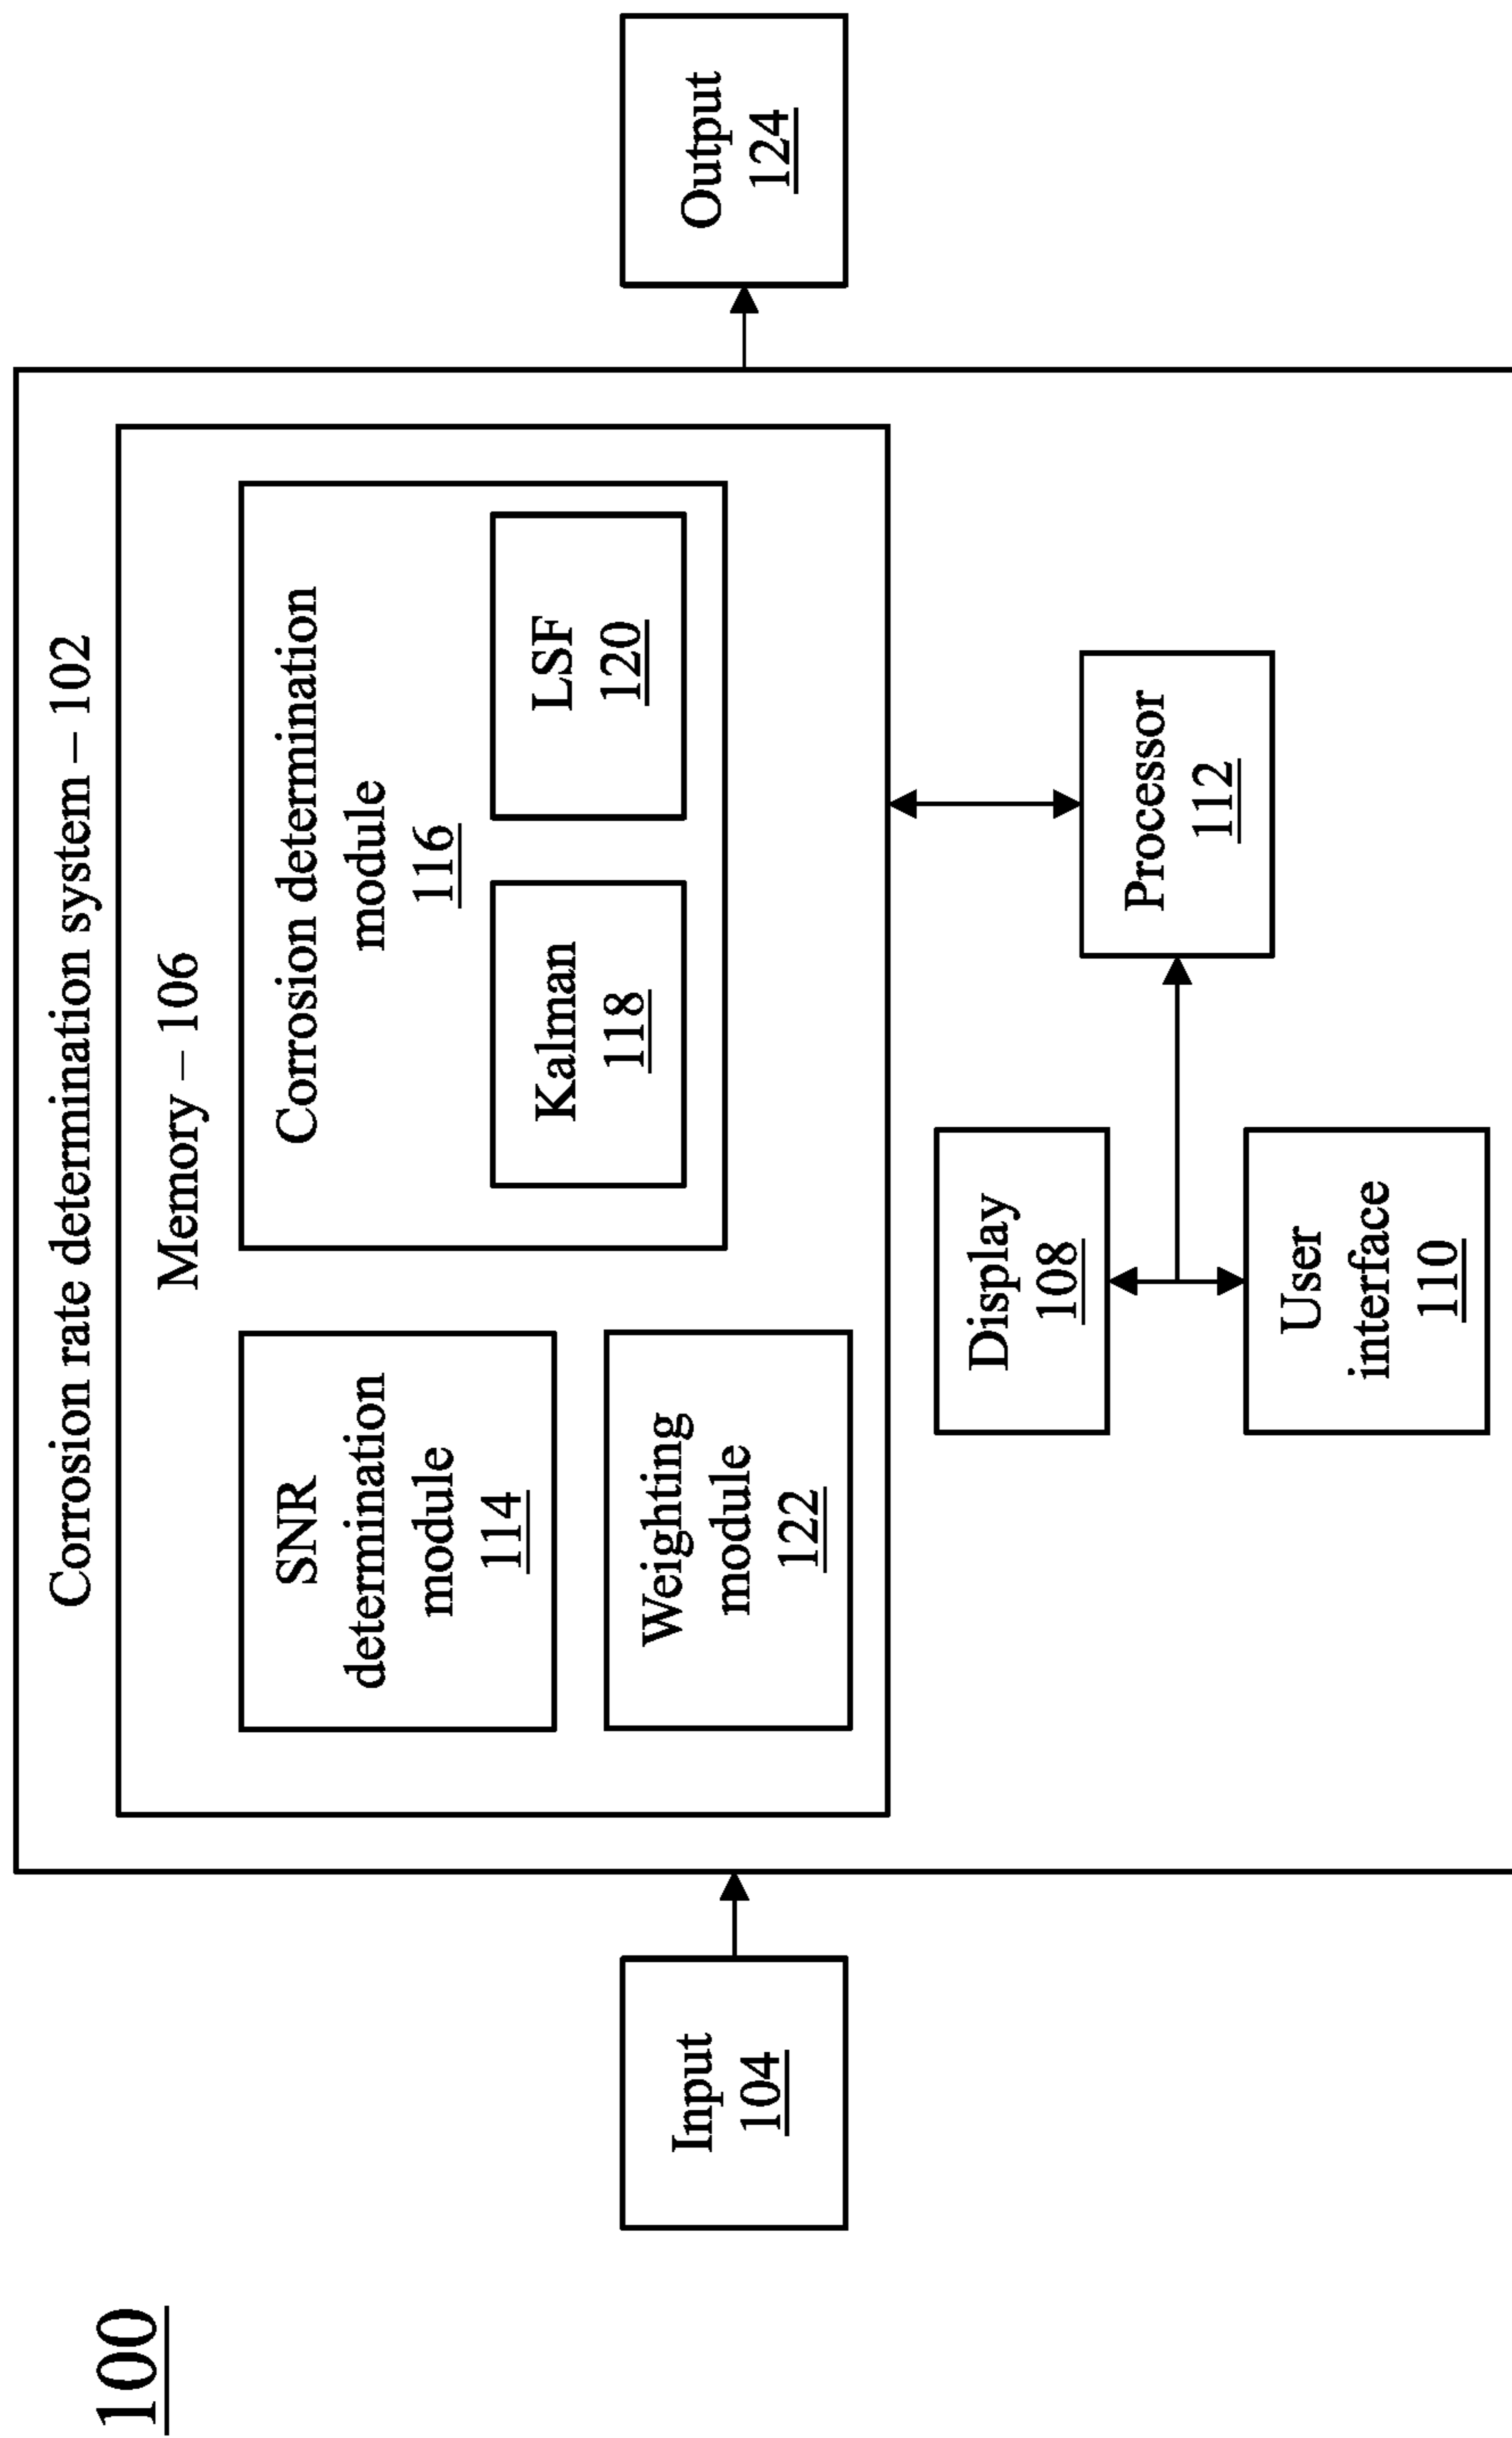 100
Corrosion rate determination system – 102
Memory – 106
SNR
determination
module
114
Corrosion determination
module
116
Kalman
118
LSF
120
Weighting
module
122
Input
104
Output
124
Display
108
Processor
112
User
interface
110